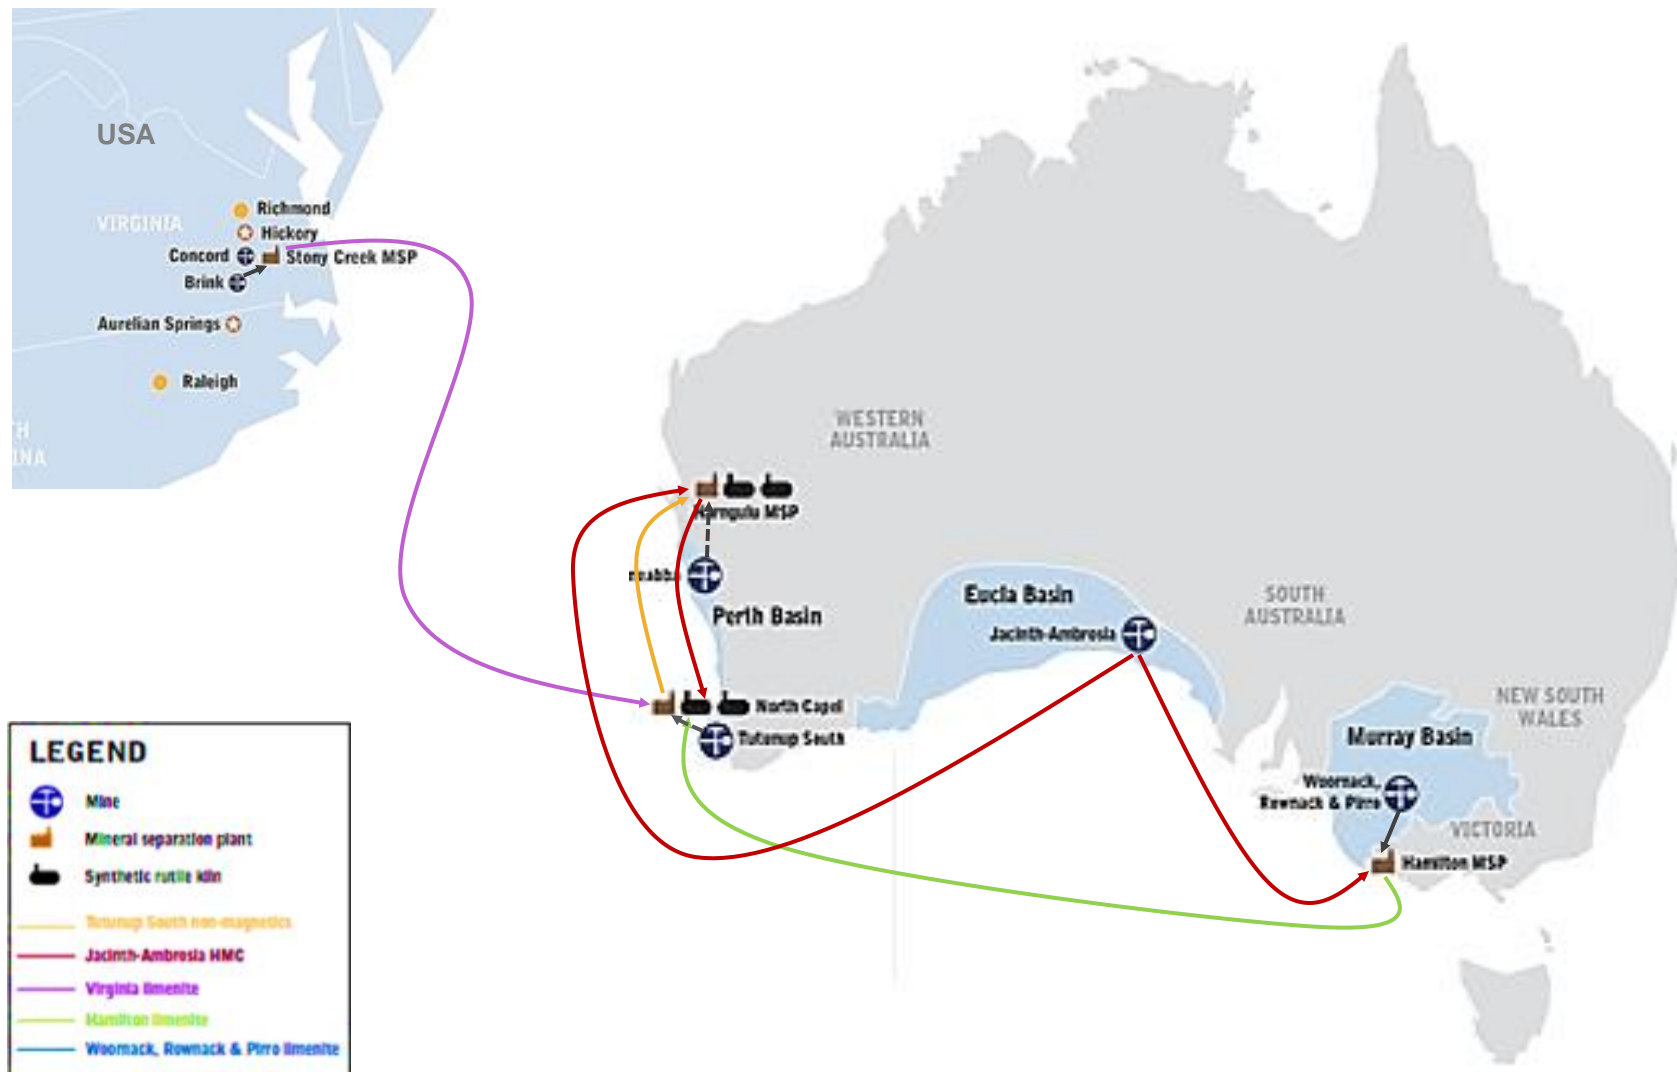 USA
VIRGINIA
Richmond
Hickory
Concord
Stony Creek MSP
Brink
Aurelian Springs
Raleigh
H
INA
WESTERN
AUSTRALIA
Narngulu MSP
neabba
Perth Basin
Eucla Basin
Jacinth-Ambrosia
SOUTH
AUSTRALIA
North Capel
Tutunup South
NEW SOUTH
WALES
Murray Basin
Woornack,
Rownack & Pirro
VICTORIA
Hamilton MSP
LEGEND
Mine
Mineral separation plant
Synthetic rutile kiln
Tutunup South non-magnetics
Jacinth-Ambrosia HMC
Virginia Ilmenite
Hamilton Ilmenite
Woornack, Rownack & Pirro Ilmenite